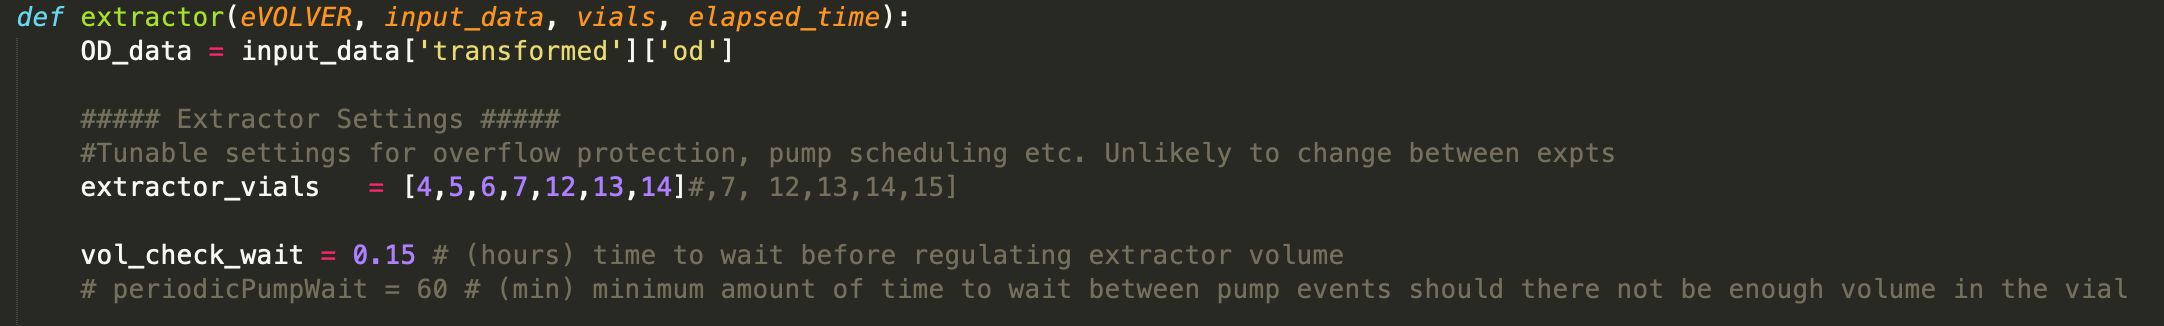 def extractor(eVOLVER, input_data, vials, elapsed_time):
OD_data = input_data['transformed']['od']
##### Extractor Settings #####
#Tunable settings for overflow protection, pump scheduling etc. Unlikely to change between expts
extractor_vials   = [4,5,6,7,12,13,14]#,7, 12,13,14,15]
vol_check_wait = 0.15 # (hours) time to wait before regulating extractor volume
# periodicPumpWait = 60 # (min) minimum amount of time to wait between pump events should there not be enough volume in the vial